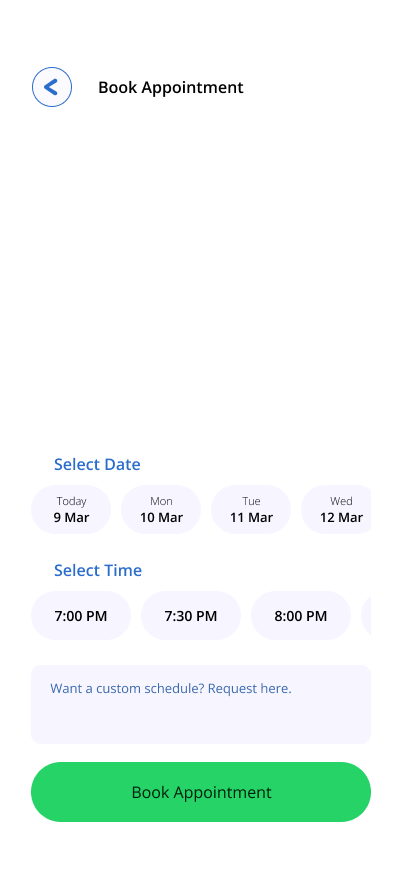 Book Appointment
Select Date
Today Mon Tue Wed
9 Mar 10 Mar 11 Mar 12 Mar
Select Time
7:00 PM 7:30 PM 8:00 PM
Want a custom schedule? Request here.
Book Appointment